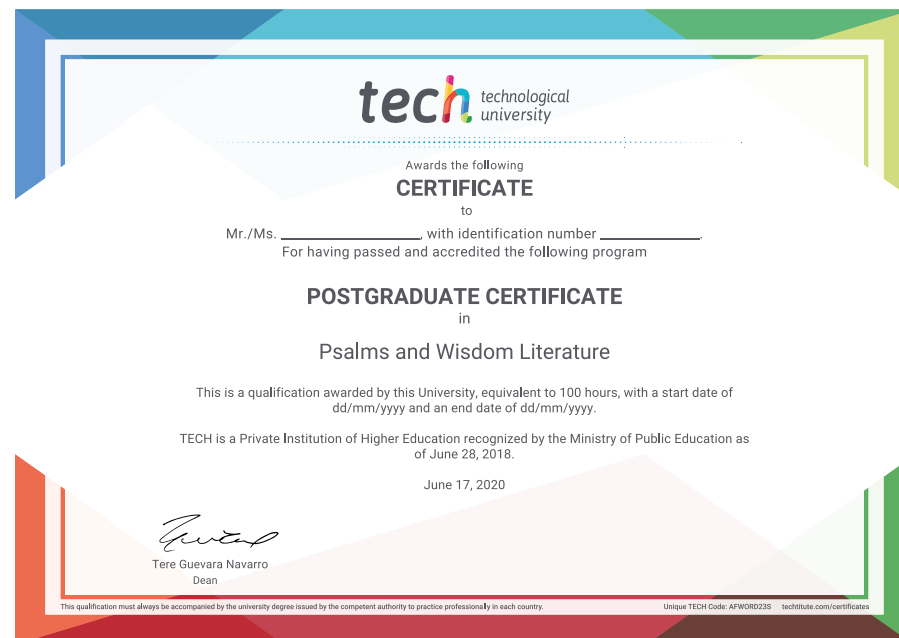 tech technological
university
Awards the following
CERTIFICATE
to
Mr./Ms. ____________________, with identification number ______________.
For having passed and accredited the following program
POSTGRADUATE CERTIFICATE
in
Psalms and Wisdom Literature
This is a qualification awarded by this University, equivalent to 100 hours, with a start date of
dd/mm/yyyy and an end date of dd/mm/yyyy.
TECH is a Private Institution of Higher Education recognized by the Ministry of Public Education as
of June 28, 2018.
June 17, 2020
Tere Guevara Navarro
Dean
This qualification must always be accompanied by the university degree issued by the competent authority to practice professionally in each country. Unique TECH Code: AFWORD23S techtitute.com/certificates